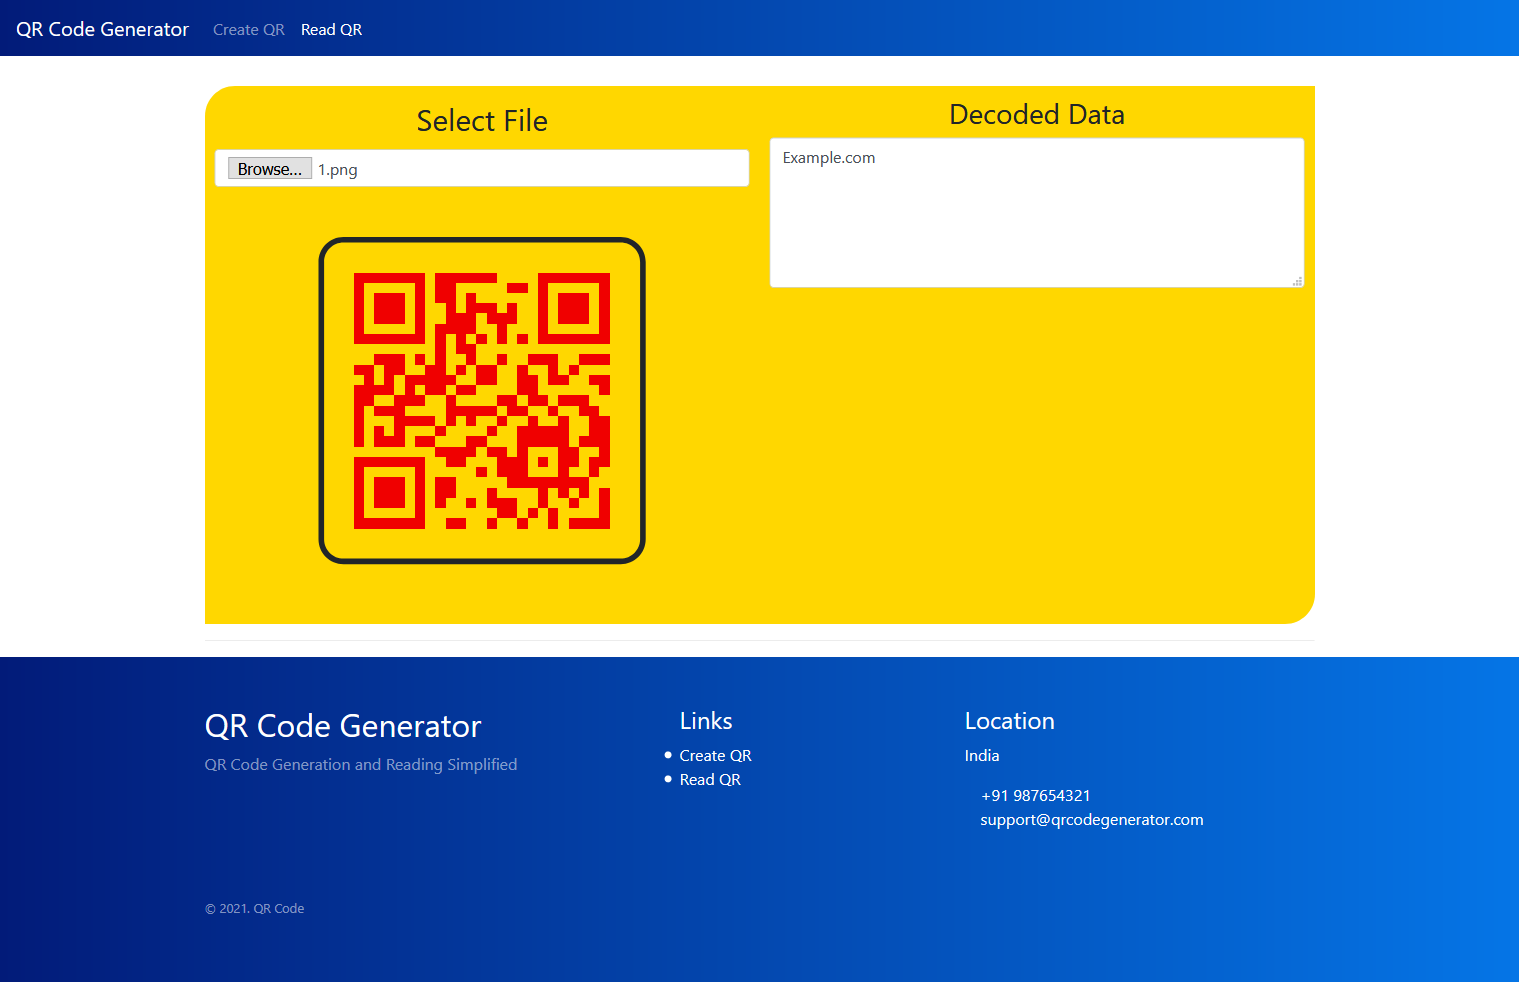 QR Code Generator Create QR Read QR
Select File
Browse... 1.png
Decoded Data
Example.com
QR Code Generator
QR Code Generation and Reading Simplified
Links
Create QR
Read QR
Location
India
+91 987654321
support@qrcodegenerator.com
© 2021. QR Code